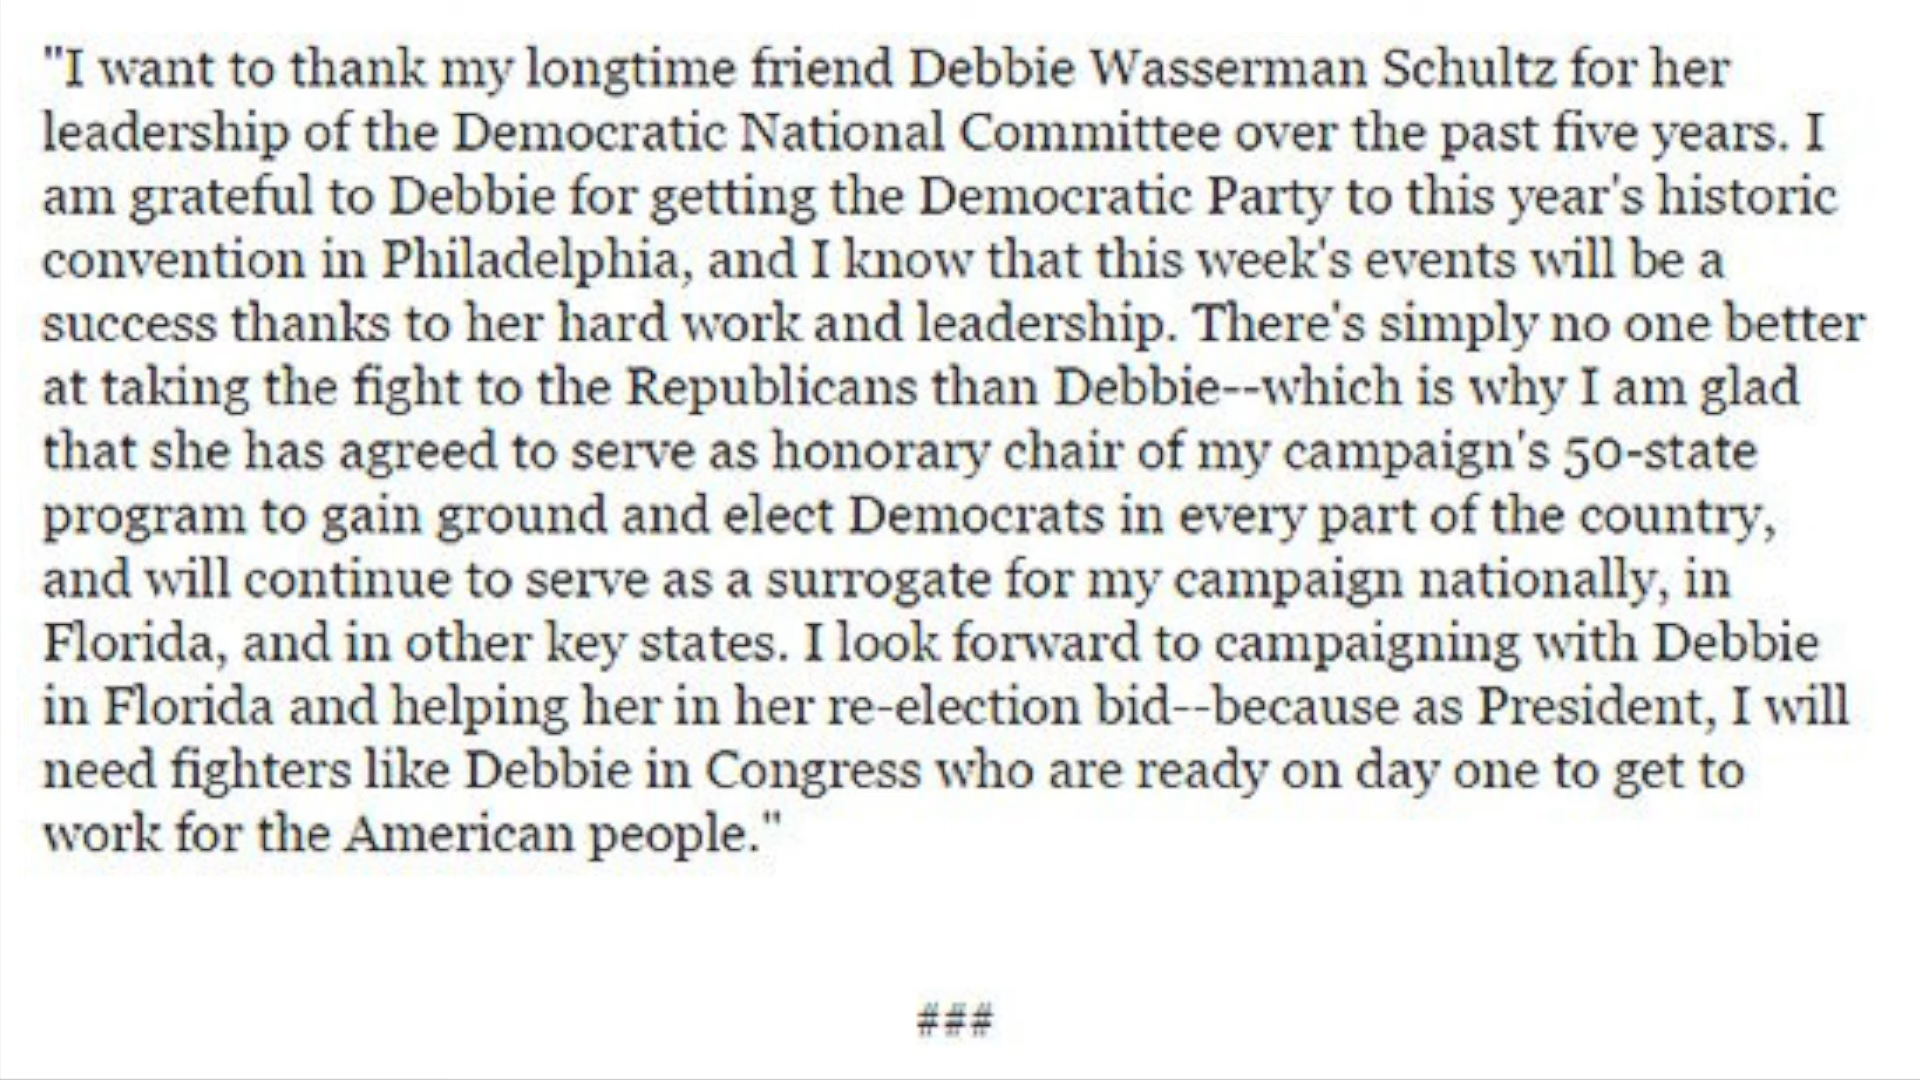 "I want to thank my longtime friend Debbie Wasserman Schultz for her
leadership of the Democratic National Committee over the past five years. I
am grateful to Debbie for getting the Democratic Party to this year's historic
convention in Philadelphia, and I know that this week's events will be a
success thanks to her hard work and leadership. There's simply no one better
at taking the fight to the Republicans than Debbie--which is why I am glad
that she has agreed to serve as honorary chair of my campaign's 50-state
program to gain ground and elect Democrats in every part of the country,
and will continue to serve as a surrogate for my campaign nationally, in
Florida, and in other key states. I look forward to campaigning with Debbie
in Florida and helping her in her re-election bid--because as President, I will
need fighters like Debbie in Congress who are ready on day one to get to
work for the American people."
###